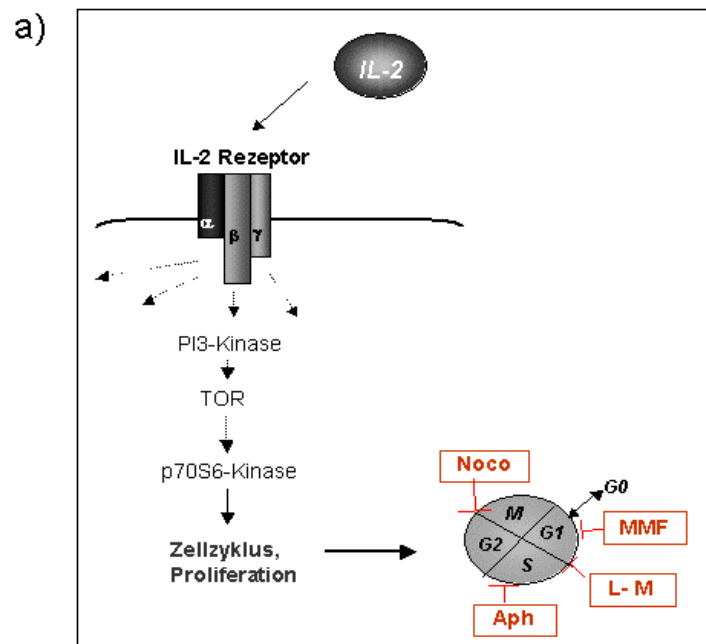 a)
IL-2
IL-2 Rezeptor
α
β
γ
PI3-Kinase
TOR
p70S6-Kinase
Zellzyklus,
Proliferation
Noco
G0
M
G2
G1
S
MMF
L- M
Aph